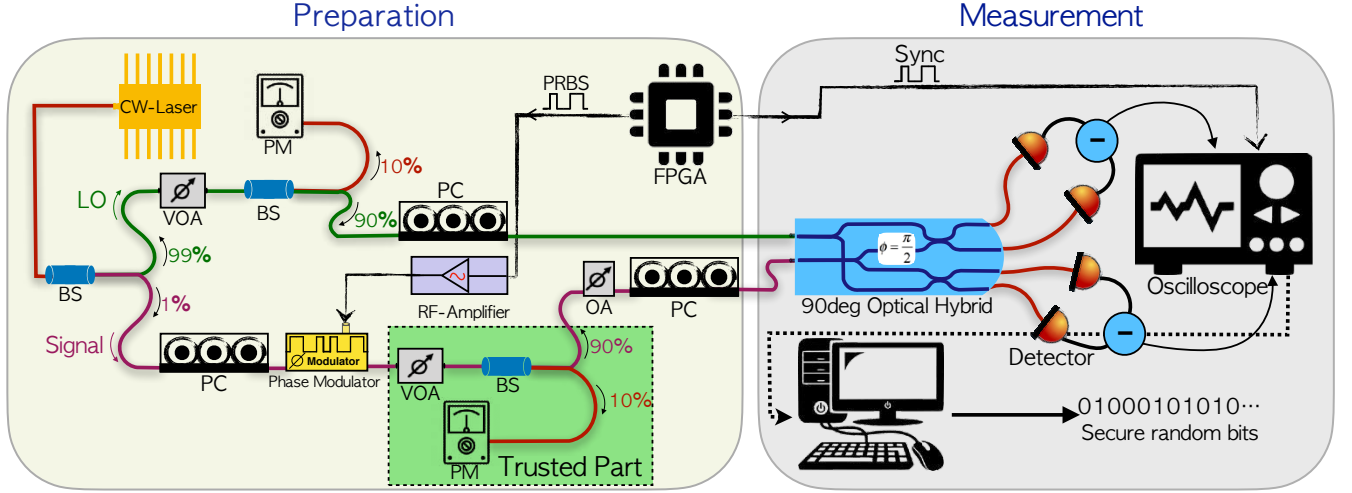 Preparation
Measurement
CW-Laser
PM
10%
PRBS
FPGA
Sync
LO
VOA
BS
90%
PC
99%
BS
1%
Signal
PC
Modulator
Phase Modulator
RF-Amplifier
OA
PC
VOA
BS
90%
10%
PM
Trusted Part
ϕ = π/2
90deg Optical Hybrid
Detector
Oscilloscope
01000101010···
Secure random bits